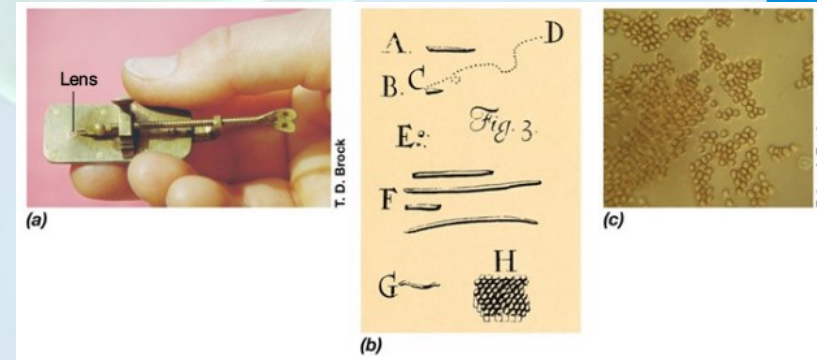 Lens
T. D. Brock
(a)
A.
B.
C
D
E
Fig. 3.
F
G
H
(b)
(c)